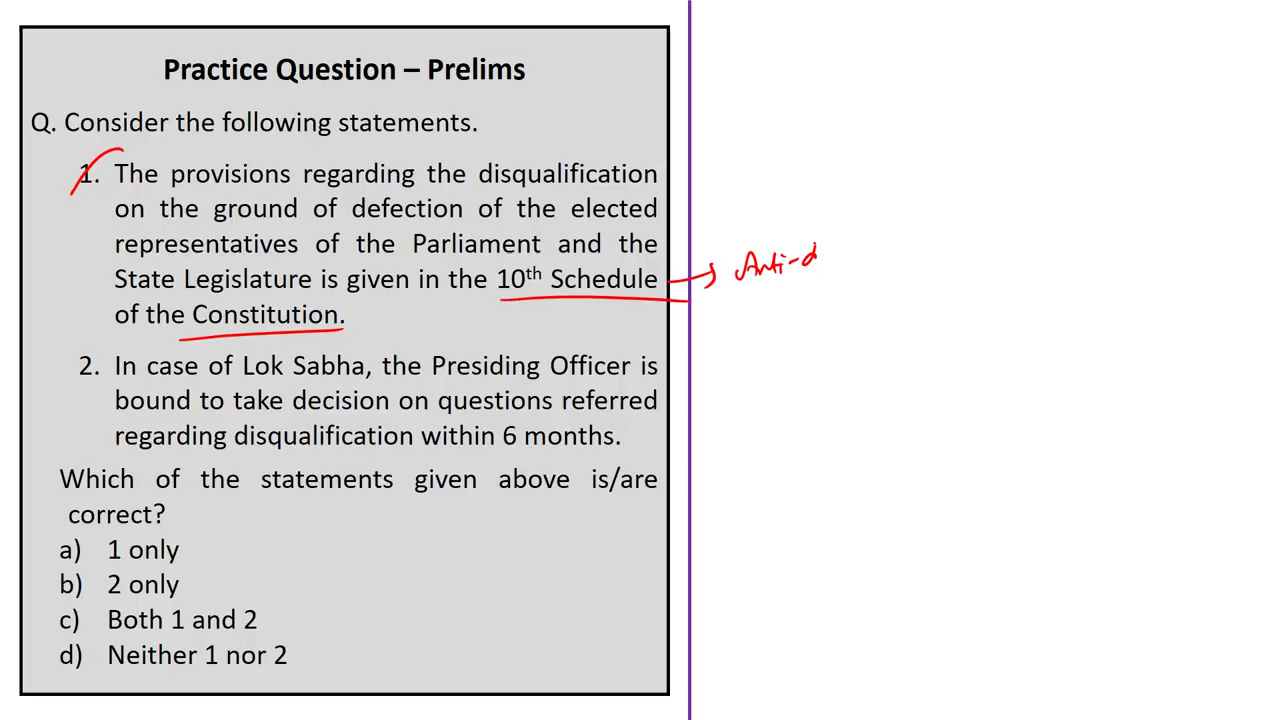 Practice Question – Prelims
Q. Consider the following statements.
1. The provisions regarding the disqualification
on the ground of defection of the elected
representatives of the Parliament and the
State Legislature is given in the 10th Schedule
Anti-d
of the Constitution.
2. In case of Lok Sabha, the Presiding Officer is
bound to take decision on questions referred
regarding disqualification within 6 months.
Which of the statements given above is/are
correct?
a) 1 only
b) 2 only
c) Both 1 and 2
d) Neither 1 nor 2